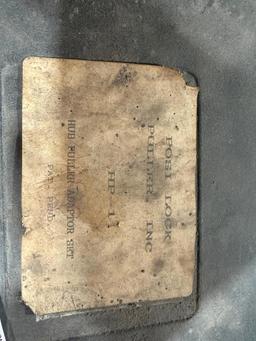 POSI LOCK
PULLER, INC
HP-11
HUB PULLER ADAPTOR SET
PAT. PEND.